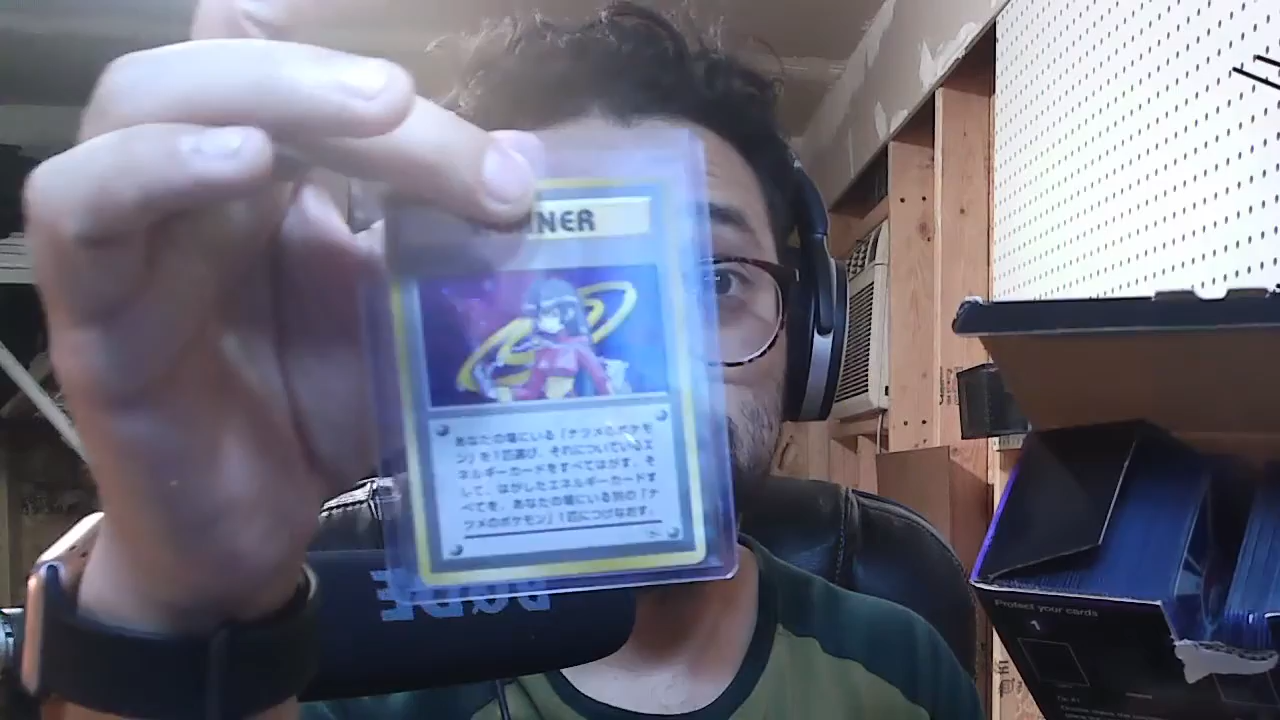 INER
あなたの場にいる「ナツメのポケモ
ン」を1匹選び、それについているエ
ネルギーカードをすべてはがす。そ
して、はがしたエネルギーカードす
べてを、あなたの場にいる別の「ナ
ツメのポケモン」1匹につけなおす。
RØDE
Protect your cards